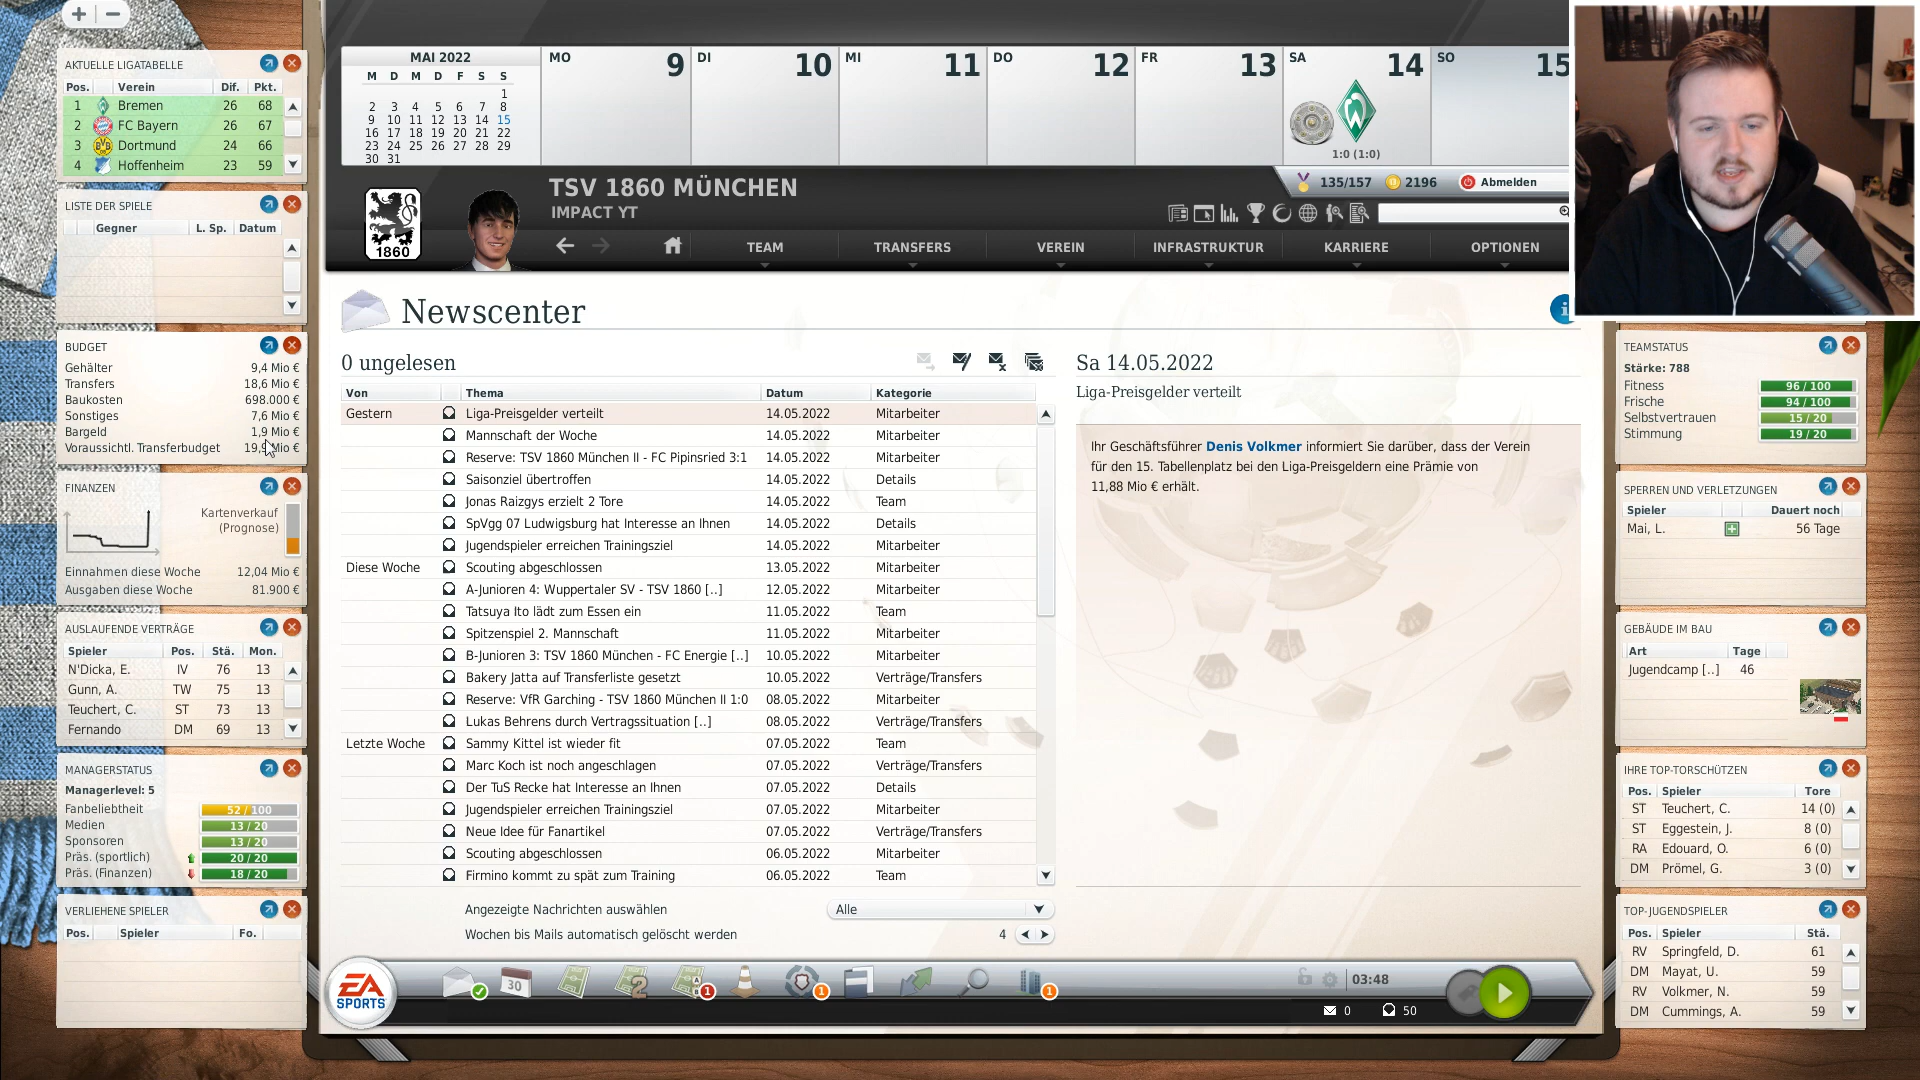 AKTUELLE LIGATABELLE
Pos. Verein Dif. Pkt.
1 Bremen 26 68
2 FC Bayern 26 67
3 Dortmund 24 66
4 Hoffenheim 23 59
LISTE DER SPIELE
Gegner L. Sp. Datum
BUDGET
Gehälter 9,4 Mio €
Transfers 18,6 Mio €
Baukosten 698.000 €
Sonstiges 7,6 Mio €
Bargeld 1,9 Mio €
Voraussichtl. Transferbudget Mio €
FINANZEN
Kartenverkauf
(Prognose)
Einnahmen diese Woche 12,04 Mio €
Ausgaben diese Woche 81.900 €
AUSLAUFENDE VERTRÄGE
Spieler Pos. Stä. Mon.
N'Dicka, E. IV 76 13
Gunn, A. TW 75 13
Teuchert, C. ST 73 13
Fernando DM 69 13
MANAGERSTATUS
Managerlevel: 5
Fanbeliebtheit 52 / 100
Medien 13 / 20
Sponsoren 13 / 20
Präs. (sportlich) 20 / 20
Präs. (Finanzen) 18 / 20
VERLIEHENE SPIELER
Pos. Spieler Fo.
MAI 2022
M D M D F S S
1
2 3 4 5 6 7 8
9 10 11 12 13 14 15
16 17 18 19 20 21 22
23 24 25 26 27 28 29
30 31
MO 9 DI 10 MI 11 DO 12 FR 13 SA 14 SO 15
1:0 (1:0)
TSV 1860 MÜNCHEN
IMPACT YT
1860
135/157 2196 Abmelden
TEAM TRANSFERS VEREIN INFRASTRUKTUR KARRIERE OPTIONEN
Newscenter
0 ungelesen
Von Thema Datum Kategorie
Gestern Liga-Preisgelder verteilt 14.05.2022 Mitarbeiter
Mannschaft der Woche 14.05.2022 Mitarbeiter
Reserve: TSV 1860 München II - FC Pipinsried 3:1 14.05.2022 Mitarbeiter
Saisonziel übertroffen 14.05.2022 Details
Jonas Raizgys erzielt 2 Tore 14.05.2022 Team
SpVgg 07 Ludwigsburg hat Interesse an Ihnen 14.05.2022 Details
Jugendspieler erreichen Trainingsziel 14.05.2022 Mitarbeiter
Diese Woche Scouting abgeschlossen 13.05.2022 Mitarbeiter
A-Junioren 4: Wuppertaler SV - TSV 1860 [..] 12.05.2022 Mitarbeiter
Tatsuya Ito lädt zum Essen ein 11.05.2022 Team
Spitzenspiel 2. Mannschaft 11.05.2022 Mitarbeiter
B-Junioren 3: TSV 1860 München - FC Energie [..] 10.05.2022 Mitarbeiter
Bakery Jatta auf Transferliste gesetzt 10.05.2022 Verträge/Transfers
Reserve: VfR Garching - TSV 1860 München II 1:0 08.05.2022 Mitarbeiter
Lukas Behrens durch Vertragssituation [..] 08.05.2022 Verträge/Transfers
Letzte Woche Sammy Kittel ist wieder fit 07.05.2022 Team
Marc Koch ist noch angeschlagen 07.05.2022 Verträge/Transfers
Der TuS Recke hat Interesse an Ihnen 07.05.2022 Details
Jugendspieler erreichen Trainingsziel 07.05.2022 Mitarbeiter
Neue Idee für Fanartikel 07.05.2022 Verträge/Transfers
Scouting abgeschlossen 06.05.2022 Mitarbeiter
Firmino kommt zu spät zum Training 06.05.2022 Team
Angezeigte Nachrichten auswählen Alle
Wochen bis Mails automatisch gelöscht werden 4
Sa 14.05.2022
Liga-Preisgelder verteilt
Ihr Geschäftsführer Denis Volkmer informiert Sie darüber, dass der Verein
für den 15. Tabellenplatz bei den Liga-Preisgeldern eine Prämie von
11,88 Mio € erhält.
EA
SPORTS
30
2
1
1
1
03:48
0 50
TEAMSTATUS
Stärke: 788
Fitness 96 / 100
Frische 94 / 100
Selbstvertrauen 15 / 20
Stimmung 19 / 20
SPERREN UND VERLETZUNGEN
Spieler Dauert noch
Mai, L. 56 Tage
GEBÄUDE IM BAU
Art Tage
Jugendcamp [..] 46
IHRE TOP-TORSCHÜTZEN
Pos. Spieler Tore
ST Teuchert, C. 14 (0)
ST Eggestein, J. 8 (0)
RA Edouard, O. 6 (0)
DM Prömel, G. 3 (0)
TOP-JUGENDSPIELER
Pos. Spieler Stä.
RV Springfeld, D. 61
DM Mayat, U. 59
RV Volkmer, N. 59
DM Cummings, A. 59